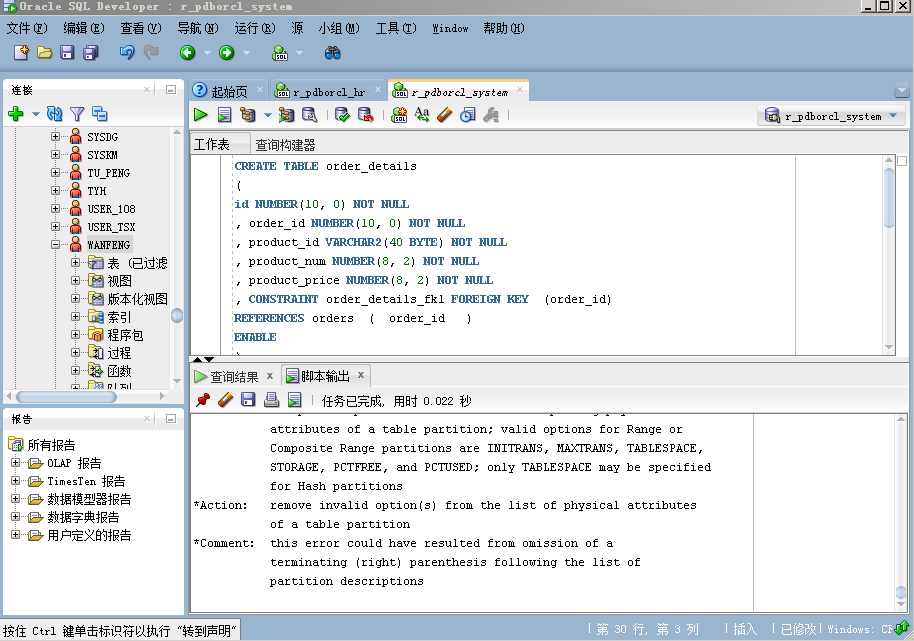 Oracle SQL Developer : r_pdborcl_system
文件(F) 编辑(E) 查看(V) 导航(N) 运行(R) 源 小组(M) 工具(T) Window 帮助(H)
连接
SYSDG
SYSKM
TU_PENG
TYH
USER_108
USER_TSX
WANFENG
表 (已过滤
视图
版本化视图
索引
程序包
过程
函数
队列
报告
所有报告
OLAP 报告
TimesTen 报告
数据模型器报告
数据字典报告
用户定义的报告
起始页 r_pdborcl_hr r_pdborcl_system
r_pdborcl_system
工作表 查询构建器
CREATE TABLE order_details
(
id NUMBER(10, 0) NOT NULL
, order_id NUMBER(10, 0) NOT NULL
, product_id VARCHAR2(40 BYTE) NOT NULL
, product_num NUMBER(8, 2) NOT NULL
, product_price NUMBER(8, 2) NOT NULL
, CONSTRAINT order_details_fk1 FOREIGN KEY (order_id)
REFERENCES orders ( order_id )
ENABLE
查询结果 x 脚本输出 x
任务已完成, 用时 0.022 秒
attributes of a table partition; valid options for Range or
Composite Range partitions are INITRANS, MAXTRANS, TABLESPACE,
STORAGE, PCTFREE, and PCTUSED; only TABLESPACE may be specified
for Hash partitions
*Action: remove invalid option(s) from the list of physical attributes
of a table partition
*Comment: this error could have resulted from omission of a
terminating (right) parenthesis following the list of
partition descriptions
按住 Ctrl 键单击标识符以执行 "转到声明"
第 30 行, 第 3 列 插入 已修改 Windows: CR